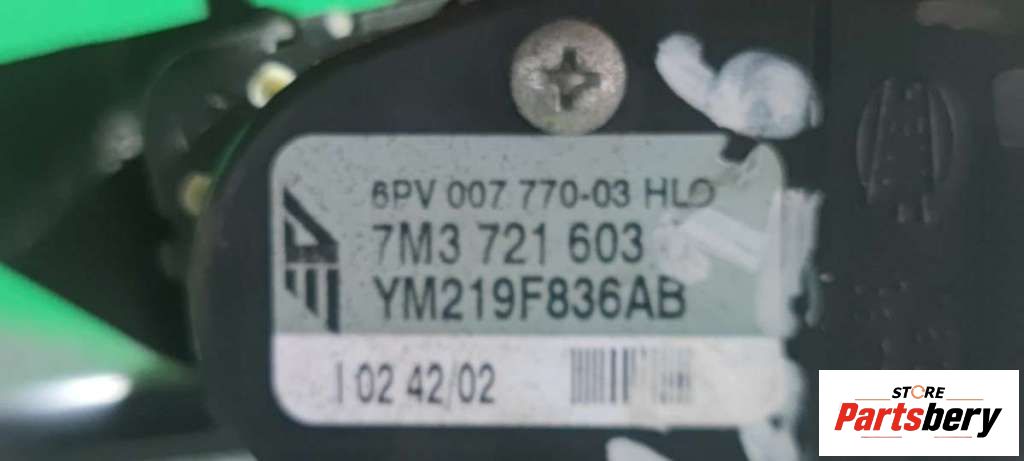 6PV 007 770-03 HLO
7M3 721 603
YM219F836AB
I 02 42/02
STORE
Partsbery